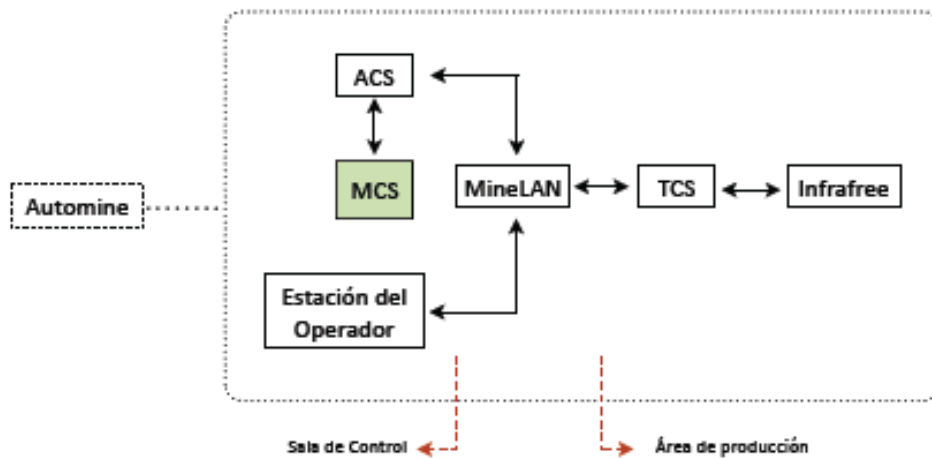 ACS
MCS
MineLAN
TCS
Infrafree
Automine
Estación del
Operador
Sala de Control
Área de producción